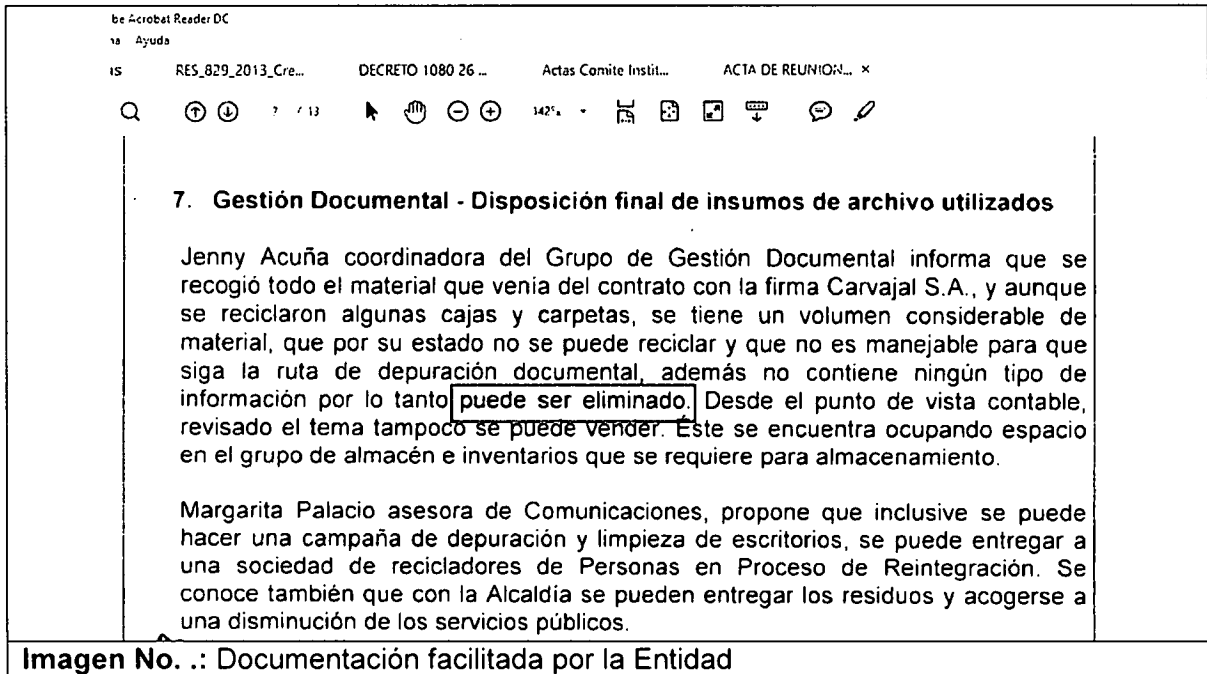 be Acrobat Reader DC
na Ayuda
IS RES_829_2013_Cre... DECRETO 1080 26 ... Actas Comite Instit... ACTA DE REUNION... ×
/ 13 142%
7. Gestión Documental - Disposición final de insumos de archivo utilizados
Jenny Acuña coordinadora del Grupo de Gestión Documental informa que se
recogió todo el material que venía del contrato con la firma Carvajal S.A., y aunque
se reciclaron algunas cajas y carpetas, se tiene un volumen considerable de
material, que por su estado no se puede reciclar y que no es manejable para que
siga la ruta de depuración documental, además no contiene ningún tipo de
información por lo tanto puede ser eliminado. Desde el punto de vista contable,
revisado el tema tampoco se puede vender. Éste se encuentra ocupando espacio
en el grupo de almacén e inventarios que se requiere para almacenamiento.
Margarita Palacio asesora de Comunicaciones, propone que inclusive se puede
hacer una campaña de depuración y limpieza de escritorios, se puede entregar a
una sociedad de recicladores de Personas en Proceso de Reintegración. Se
conoce también que con la Alcaldía se pueden entregar los residuos y acogerse a
una disminución de los servicios públicos.
Imagen No. .: Documentación facilitada por la Entidad